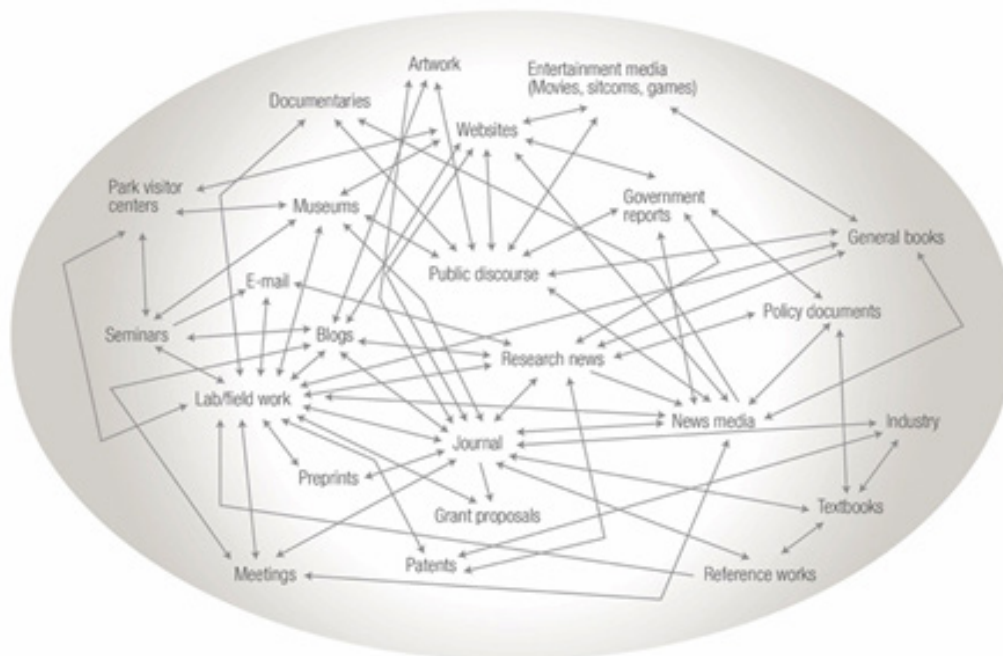 Artwork
Entertainment media
(Movies, sitcoms, games)
Documentaries
Websites
Park visitor
centers
Museums
Government
reports
General books
Public discourse
E-mail
Policy documents
Seminars
Blogs
Research news
Lab/field work
News media
Industry
Journal
Preprints
Grant proposals
Textbooks
Patents
Meetings
Reference works